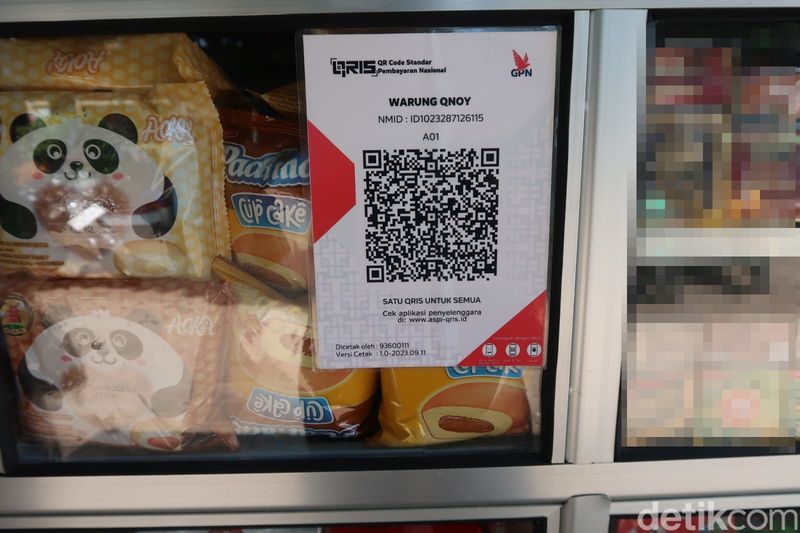 QRIS QR Code Standar
Pembayaran Nasional
GPN
WARUNG QNOY
NMID : ID1023287126115
A01
SATU QRIS UNTUK SEMUA
Cek aplikasi penyelenggara
di: www.aspi-qris.id
Dicetak oleh : 93600111
Versi Cetak : 1.0-2023.09.11
AOKA
AOKA
Cup Cake
AOKA
Cup Cake
Cup Cake
detikcom